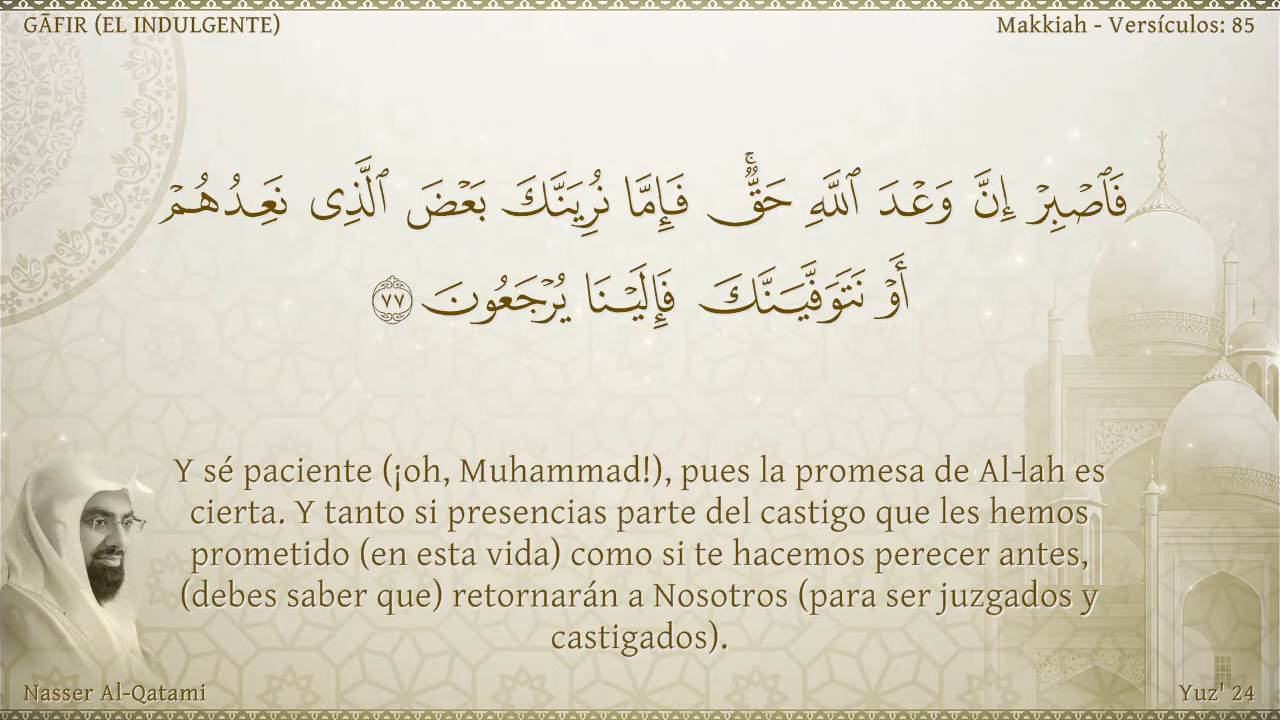 GĀFIR (EL INDULGENTE)
Makkiah - Versículos: 85
فَٱصۡبِرۡ إِنَّ وَعۡدَ ٱللَّهِ حَقّٞۚ فَإِمَّا نُرِيَنَّكَ بَعۡضَ ٱلَّذِي نَعِدُهُمۡ
أَوۡ نَتَوَفَّيَنَّكَ فَإِلَيۡنَا يُرۡجَعُونَ ٧٧
Y sé paciente (¡oh, Muhammad!), pues la promesa de Al-lah es
cierta. Y tanto si presencias parte del castigo que les hemos
prometido (en esta vida) como si te hacemos perecer antes,
(debes saber que) retornarán a Nosotros (para ser juzgados y
castigados).
Nasser Al-Qatami
Yuz' 24